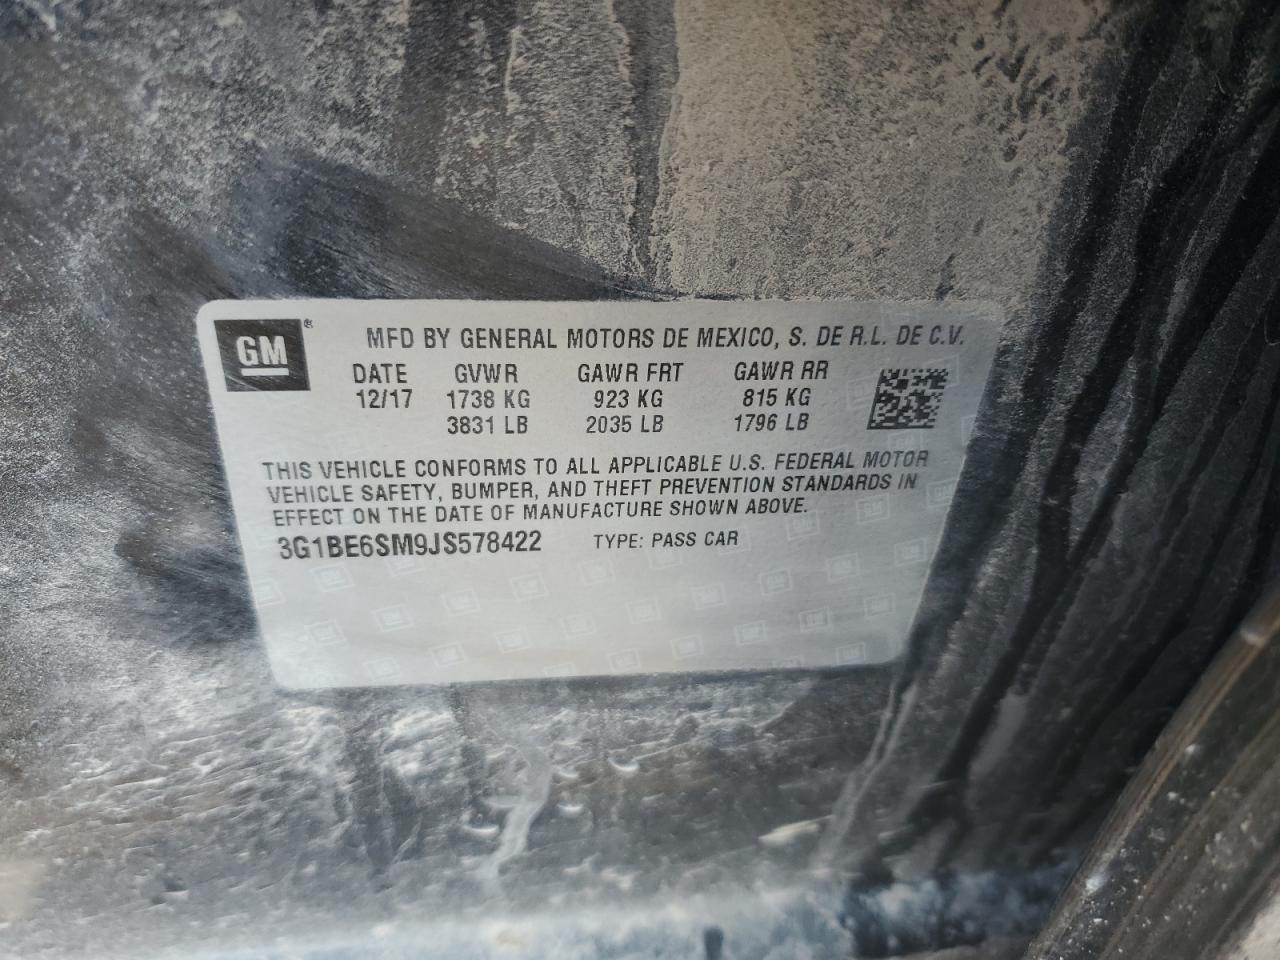 GM®
MFD BY GENERAL MOTORS DE MEXICO, S. DE R.L. DE C.V.
DATE GVWR GAWR FRT GAWR RR
12/17 1738 KG 923 KG 815 KG
3831 LB 2035 LB 1796 LB
THIS VEHICLE CONFORMS TO ALL APPLICABLE U.S. FEDERAL MOTOR
VEHICLE SAFETY, BUMPER, AND THEFT PREVENTION STANDARDS IN
EFFECT ON THE DATE OF MANUFACTURE SHOWN ABOVE.
3G1BE6SM9JS578422 TYPE: PASS CAR